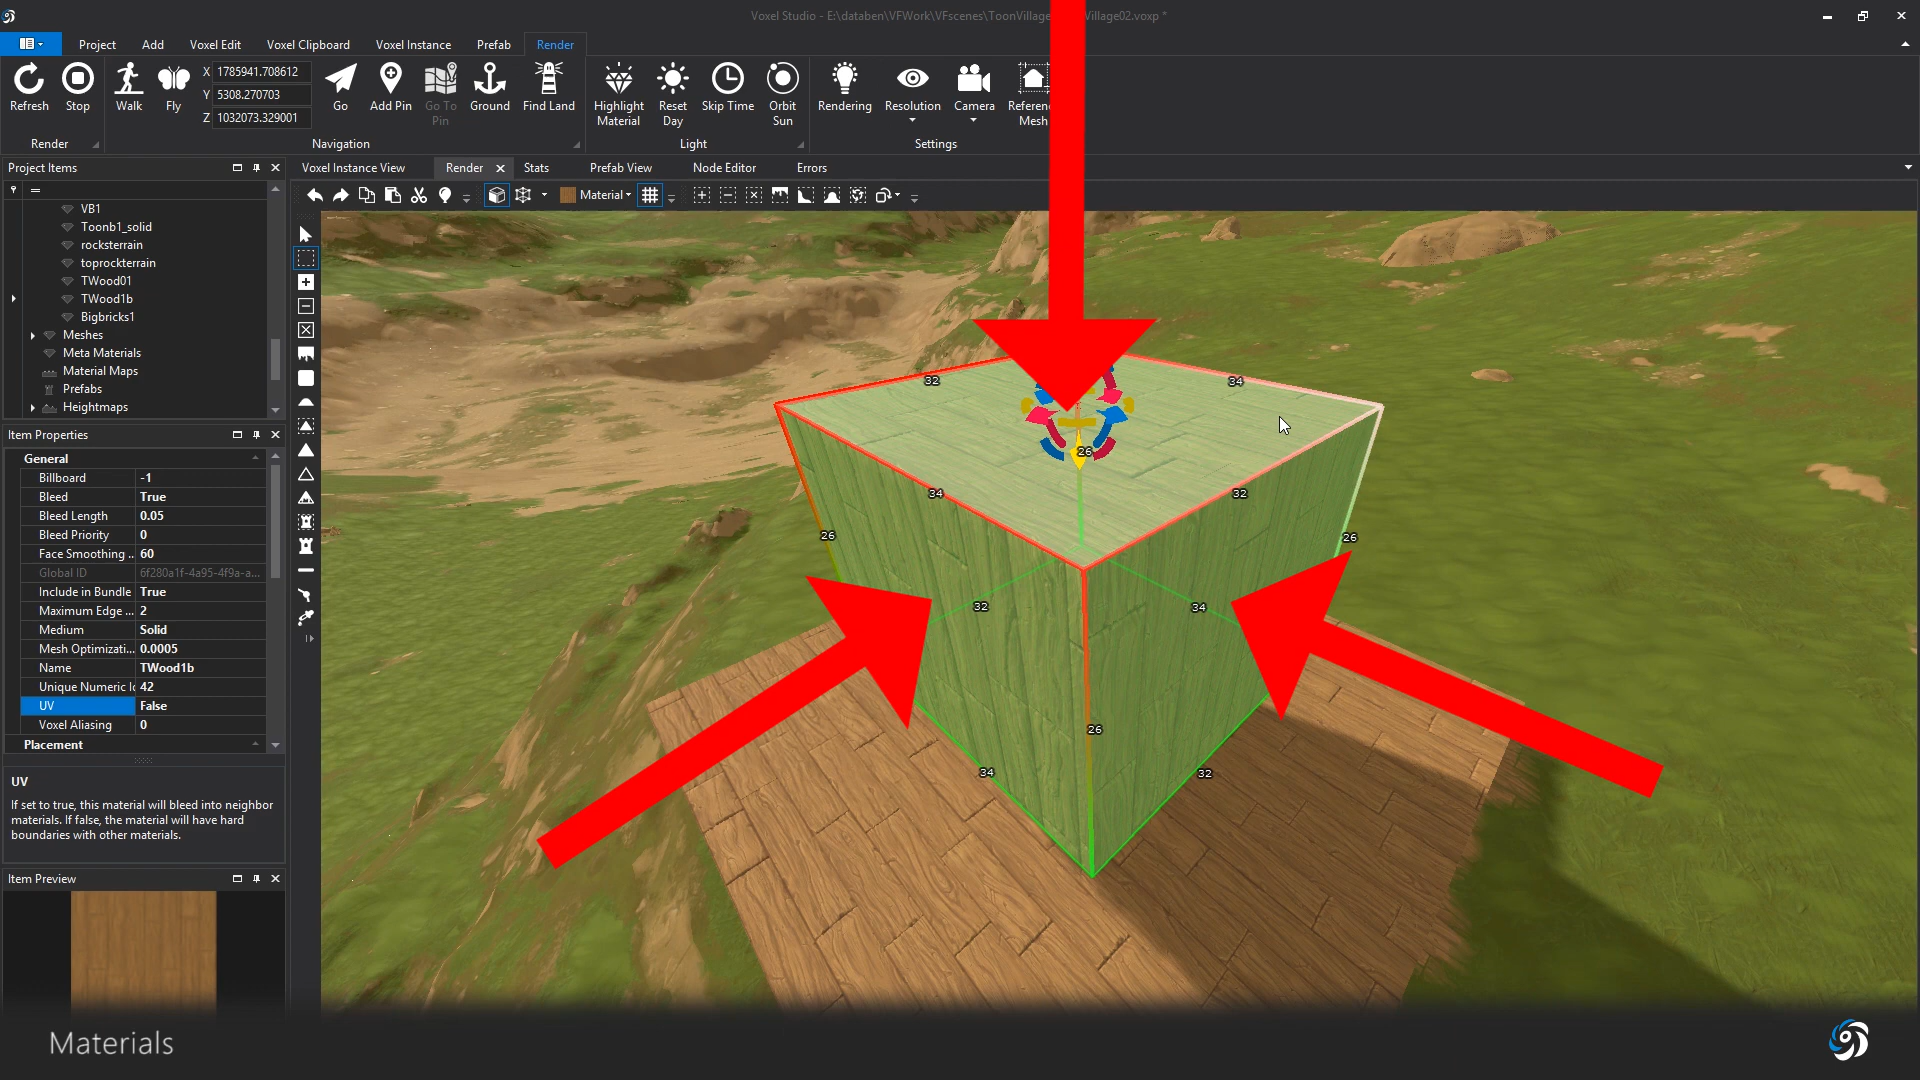 Voxel Studio - E:\databen\VFWork\VFscenes\ToonVillage Village02.voxp *
Project Add Voxel Edit Voxel Clipboard Voxel Instance Prefab Render
X 1785941.708612
Y 5308.270703
Z 1032073.329001
Refresh Stop Walk Fly Go Add Pin Go To Pin Ground Find Land Highlight Material Reset Day Skip Time Orbit Sun Rendering Resolution Camera Mesh
Render Navigation Light Settings
Project Items
Voxel Instance View Render Stats Prefab View Node Editor Errors
Material
VB1
Toonb1_solid
rocksterrain
toprockterrain
TWood01
TWood1b
Bigbricks1
Meshes
Meta Materials
Material Maps
Prefabs
Heightmaps
Item Properties
General
Billboard -1
Bleed True
Bleed Length 0.05
Bleed Priority 0
Face Smoothing .. 60
Global ID 6f280a1f-4a95-4f9a-a...
Include in Bundle True
Maximum Edge ... 2
Medium Solid
Mesh Optimizati... 0.0005
Name TWood1b
Unique Numeric Ic 42
UV False
Voxel Aliasing 0
Placement
UV
If set to true, this material will bleed into neighbor
materials. If false, the material will have hard
boundaries with other materials.
Item Preview
32 34
26
34 32
26 26
32 34
26
34 32
Materials